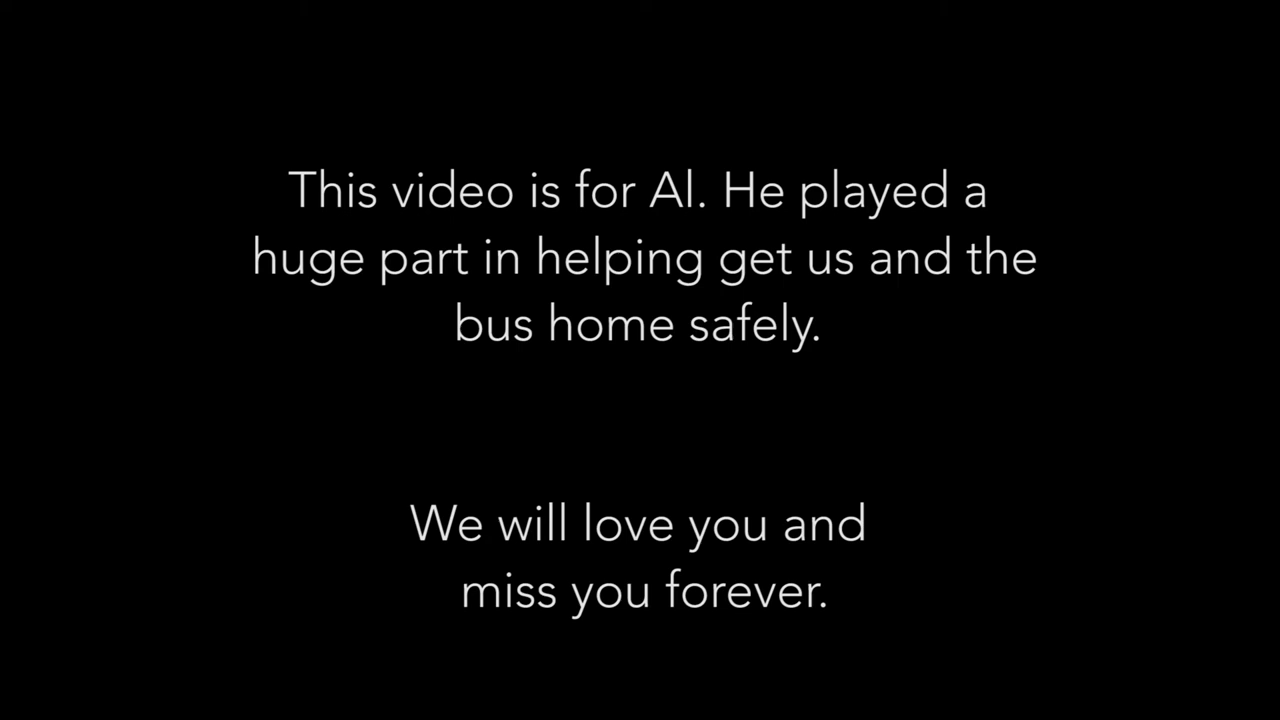 This video is for Al. He played a
huge part in helping get us and the
bus home safely.
We will love you and
miss you forever.